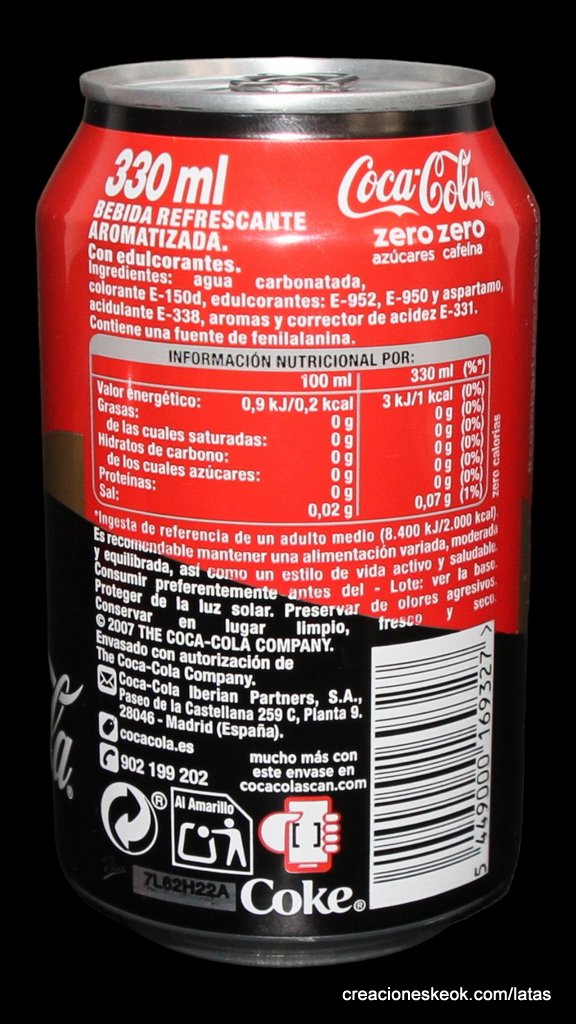 330 ml
BEBIDA REFRESCANTE
AROMATIZADA.
Coca-Cola®
zero zero
azúcares cafeína
Con edulcorantes.
Ingredientes: agua carbonatada,
colorante E-150d, edulcorantes: E-952, E-950 y aspartamo,
acidulante E-338, aromas y corrector de acidez E-331.
Contiene una fuente de fenilalanina.
INFORMACIÓN NUTRICIONAL POR:
100 ml 330 ml (%*)
Valor energético: 0,9 kJ/0,2 kcal 3 kJ/1 kcal (0%)
Grasas: 0 g 0 g (0%)
de las cuales saturadas: 0 g 0 g (0%)
Hidratos de carbono: 0 g 0 g (0%)
de los cuales azúcares: 0 g 0 g (0%)
Proteínas: 0 g 0 g (0%)
Sal: 0,02 g 0,07 g (1%)
zero calorías
*Ingesta de referencia de un adulto medio (8.400 kJ/2.000 kcal).
Es recomendable mantener una alimentación variada, moderada
y equilibrada, así como un estilo de vida activo y saludable.
Consumir preferentemente antes del - Lote: ver la base.
Proteger de la luz solar. Preservar de olores agresivos.
Conservar en lugar limpio, fresco y seco.
© 2007 THE COCA-COLA COMPANY.
Envasado con autorización de
The Coca-Cola Company.
Coca-Cola Iberian Partners, S.A.,
Paseo de la Castellana 259 C, Planta 9.
28046 - Madrid (España).
cocacola.es
902 199 202
mucho más con
este envase en
cocacolascan.com
®
Al Amarillo
7L62H22A
Coke®
5 449000 169327 >
la®
creacioneskeok.com/latas